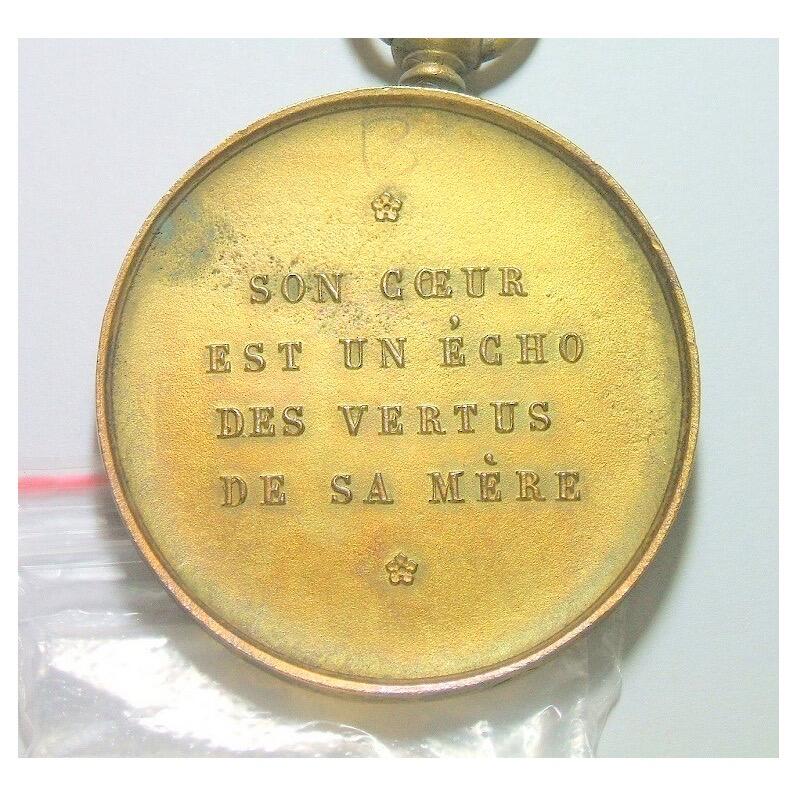 SON CŒUR
EST UN ÉCHO
DES VERTUS
DE SA MÈRE